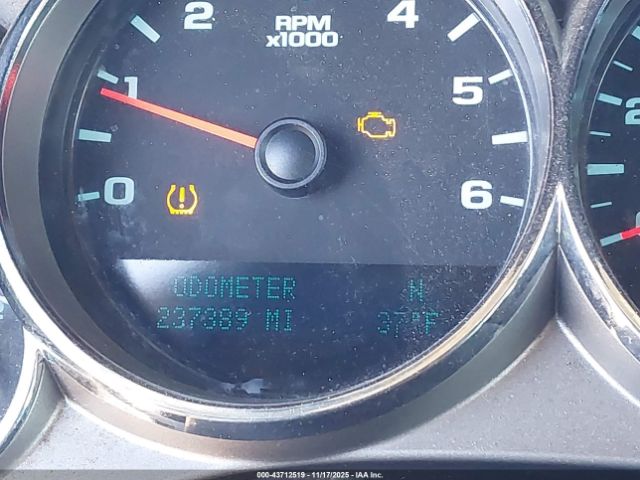 2 4
RPM
x1000
1 5
0 6
2
ODOMETER N
237389 MI 37°F
000-43712519 - 11/17/2025 - IAA Inc.